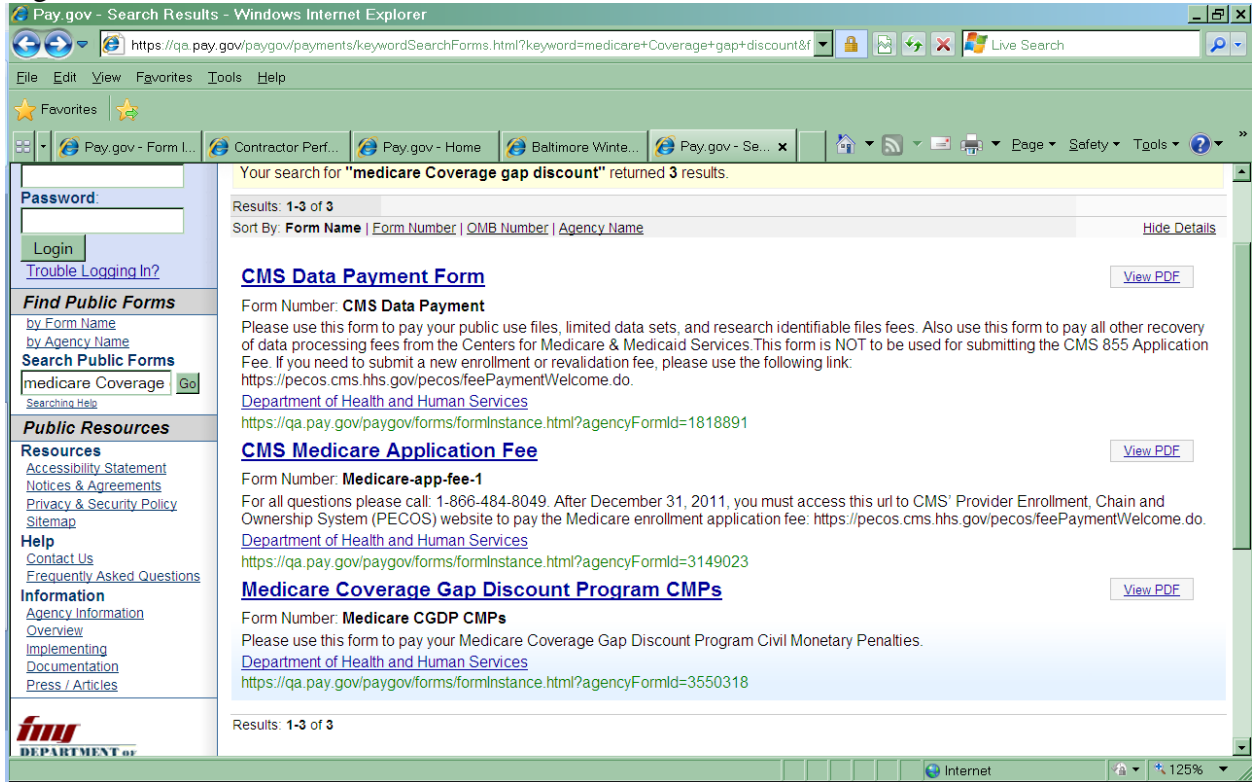 Pay.gov - Search Results - Windows Internet Explorer
https://qa.pay.gov/paygov/payments/keywordSearchForms.html?keyword=medicare+Coverage+gap+discount&f
Live Search
File Edit View Favorites Tools Help
Favorites
Pay.gov - Form I... Contractor Perf... Pay.gov - Home Baltimore Winte... Pay.gov - Se... Page Safety Tools
Your search for "medicare Coverage gap discount" returned 3 results.
Password:
Login
Trouble Logging In?
Find Public Forms
by Form Name
by Agency Name
Search Public Forms
medicare Coverage Go
Searching Help
Public Resources
Resources
Accessibility Statement
Notices & Agreements
Privacy & Security Policy
Sitemap
Help
Contact Us
Frequently Asked Questions
Information
Agency Information
Overview
Implementing
Documentation
Press / Articles
fmy
DEPARTMENT OF
Results: 1-3 of 3
Sort By: Form Name | Form Number | OMB Number | Agency Name Hide Details
CMS Data Payment Form View PDF
Form Number: CMS Data Payment
Please use this form to pay your public use files, limited data sets, and research identifiable files fees. Also use this form to pay all other recovery
of data processing fees from the Centers for Medicare & Medicaid Services.This form is NOT to be used for submitting the CMS 855 Application
Fee. If you need to submit a new enrollment or revalidation fee, please use the following link:
https://pecos.cms.hhs.gov/pecos/feePaymentWelcome.do.
Department of Health and Human Services
https://qa.pay.gov/paygov/forms/formInstance.html?agencyFormId=1818891
CMS Medicare Application Fee View PDF
Form Number: Medicare-app-fee-1
For all questions please call: 1-866-484-8049. After December 31, 2011, you must access this url to CMS' Provider Enrollment, Chain and
Ownership System (PECOS) website to pay the Medicare enrollment application fee: https://pecos.cms.hhs.gov/pecos/feePaymentWelcome.do.
Department of Health and Human Services
https://qa.pay.gov/paygov/forms/formInstance.html?agencyFormId=3149023
Medicare Coverage Gap Discount Program CMPs View PDF
Form Number: Medicare CGDP CMPs
Please use this form to pay your Medicare Coverage Gap Discount Program Civil Monetary Penalties.
Department of Health and Human Services
https://qa.pay.gov/paygov/forms/formInstance.html?agencyFormId=3550318
Results: 1-3 of 3
Internet 125%